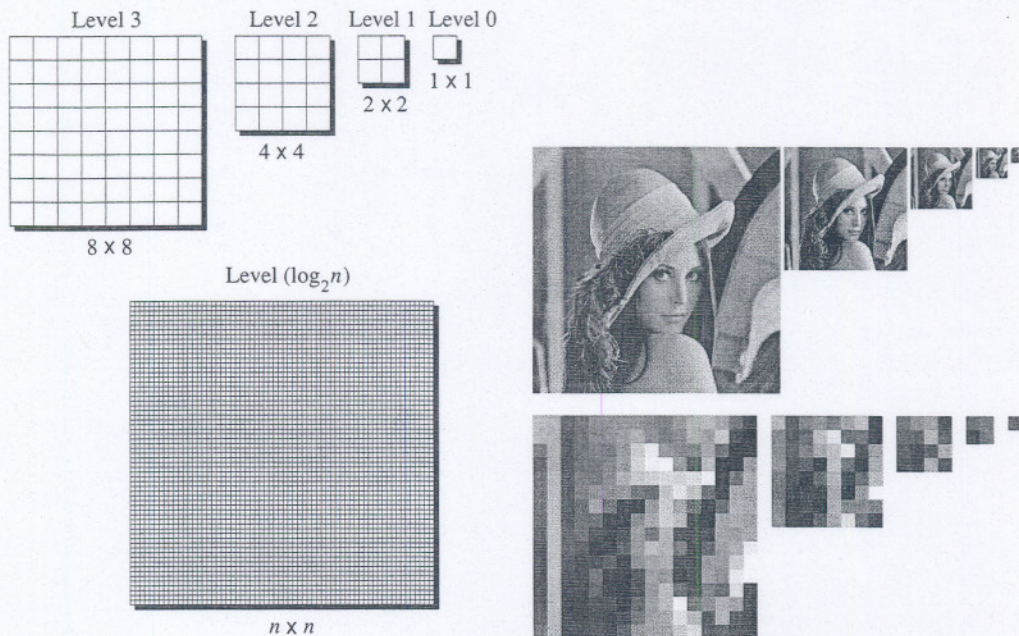 Level 3
Level 2
Level 1
Level 0
1 x 1
2 x 2
4 x 4
8 x 8
Level (log₂n)
n x n